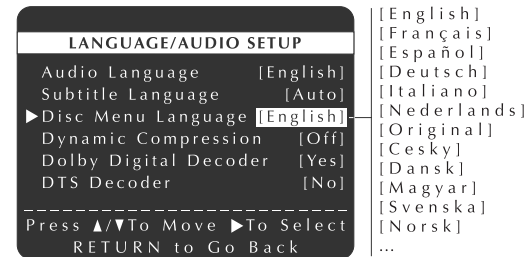 LANGUAGE/AUDIO SETUP
Audio Language [English]
Subtitle Language [Auto]
▶Disc Menu Language [English]
Dynamic Compression [Off]
Dolby Digital Decoder [Yes]
DTS Decoder [No]
Press ▲/▼To Move ▶To Select
RETURN to Go Back
[English]
[Français]
[Español]
[Deutsch]
[Italiano]
[Nederlands]
[Original]
[Cesky]
[Dansk]
[Magyar]
[Svenska]
[Norsk]
...